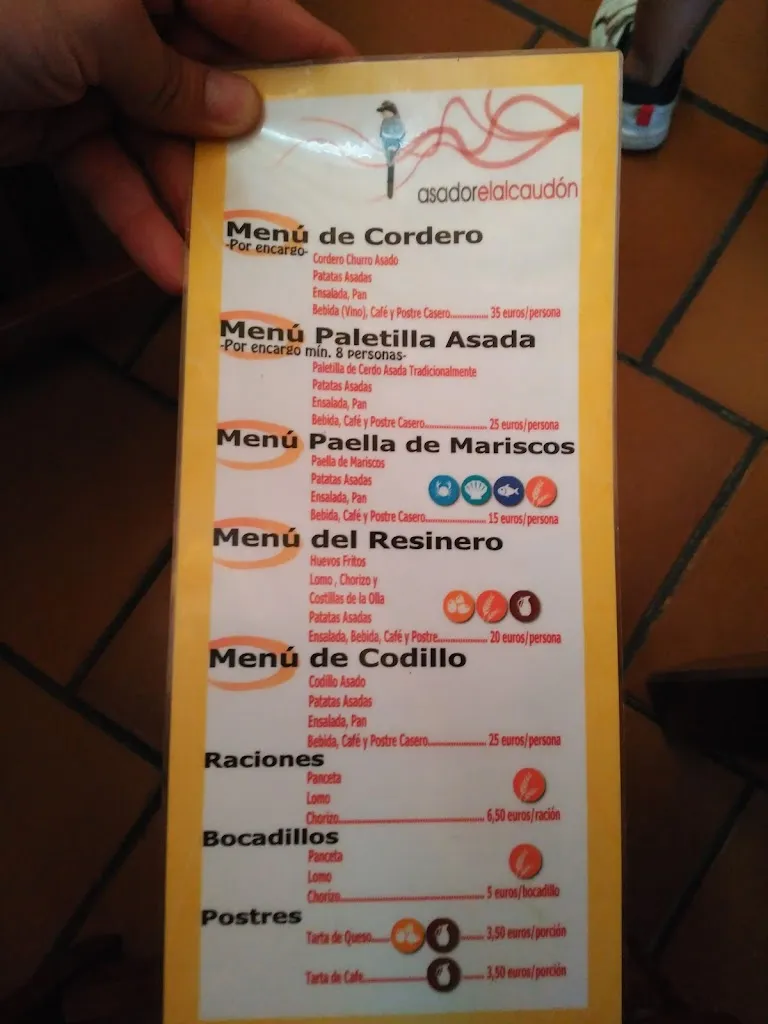 asadorelalcaudón
Menú de Cordero
-Por encargo-
Cordero Churro Asado
Patatas Asadas
Ensalada, Pan
Bebida (Vino), Café y Postre Casero............... 35 euros/persona
Menú Paletilla Asada
-Por encargo mín. 8 personas-
Paletilla de Cerdo Asada Tradicionalmente
Patatas Asadas
Ensalada, Pan
Bebida, Café y Postre Casero......................... 25 euros/persona
Menú Paella de Mariscos
Paella de Mariscos
Patatas Asadas
Ensalada, Pan
Bebida, Café y Postre Casero......................... 15 euros/persona
Menú del Resinero
Huevos Fritos
Lomo , Chorizo y
Costillas de la Olla
Patatas Asadas
Ensalada, Bebida, Café y Postre.................... 20 euros/persona
Menú de Codillo
Codillo Asado
Patatas Asadas
Ensalada, Pan
Bebida, Café y Postre Casero....................... 25 euros/persona
Raciones
Panceta
Lomo
Chorizo.......................................................... 6,50 euros/ración
Bocadillos
Panceta
Lomo
Chorizo.......................................................... 5 euros/bocadillo
Postres
Tarta de Queso...... ...... 3,50 euros/porción
Tarta de Cafe........................ ...... 3,50 euros/porción